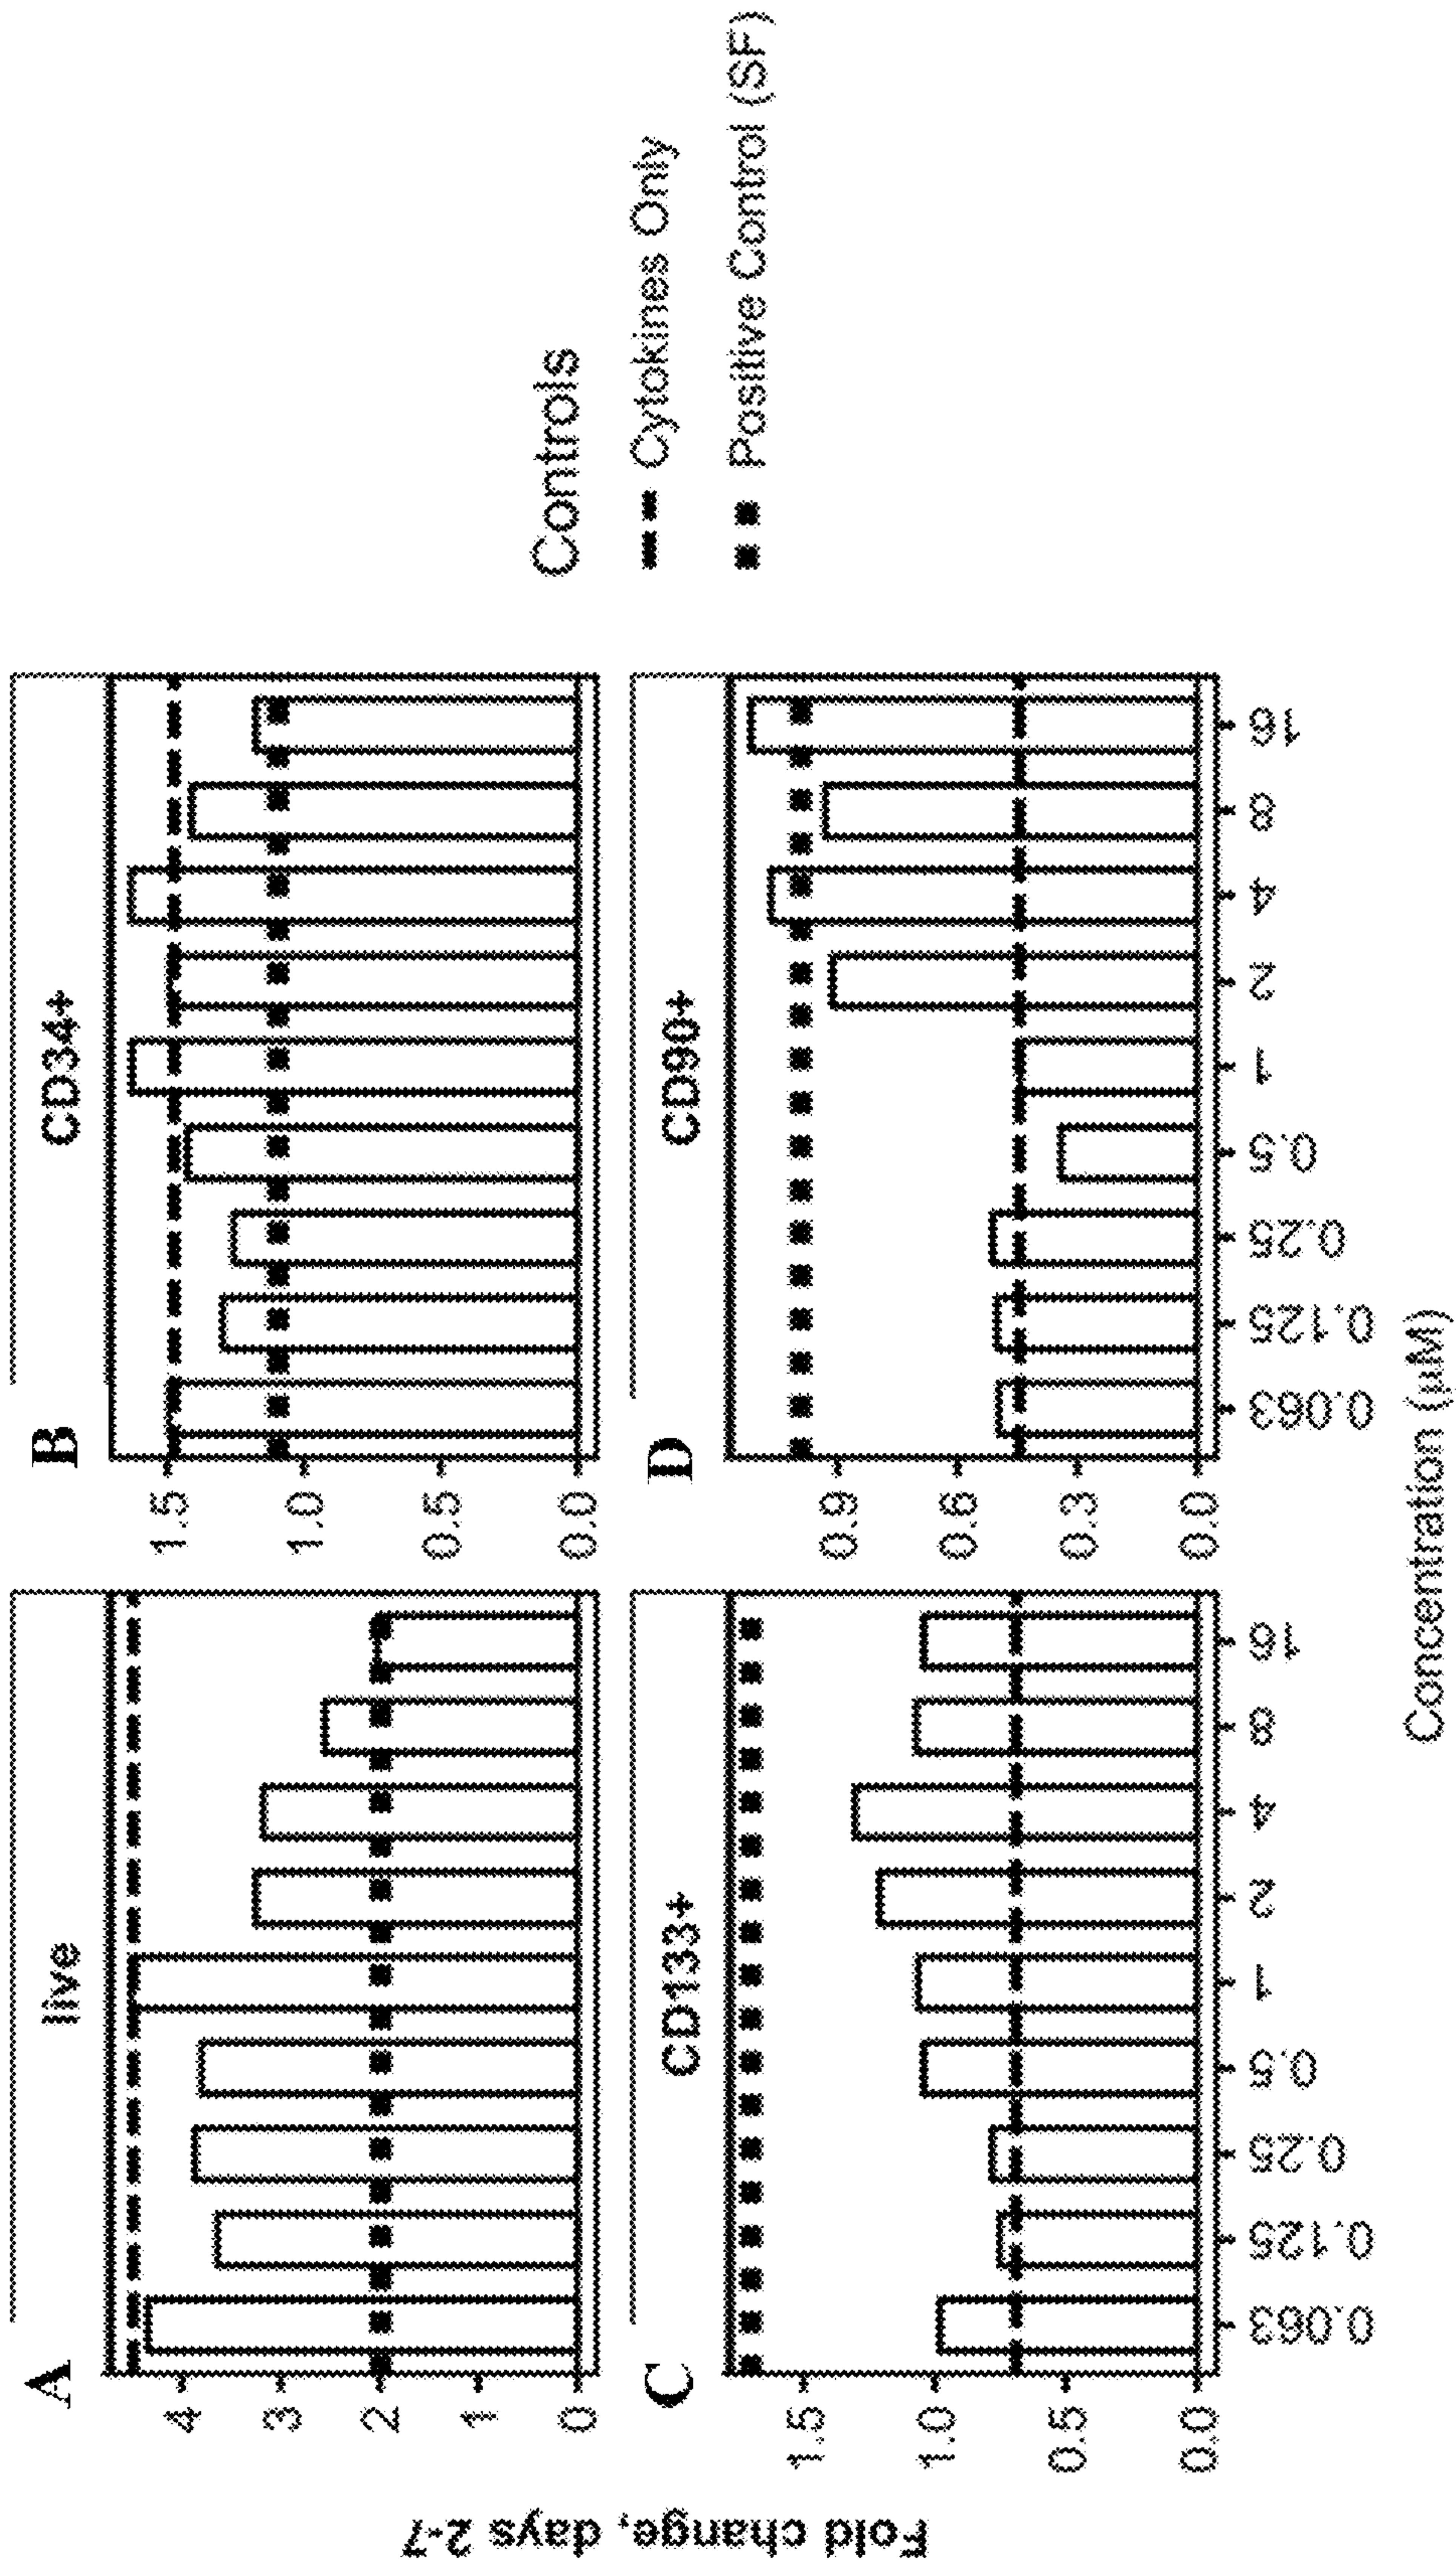 A
live
4
3
2
1
0
B
CD34+
1.5
1.0
0.5
0.0
C
CD133+
1.5
1.0
0.5
0.0
0.063
0.125
0.25
0.5
1
2
4
8
16
D
CD90+
0.9
0.6
0.3
0.0
0.063
0.125
0.25
0.5
1
2
4
8
16
Fold change, days 2-7
Concentration (µM)
Controls
Cytokines Only
Positive Control (SF)